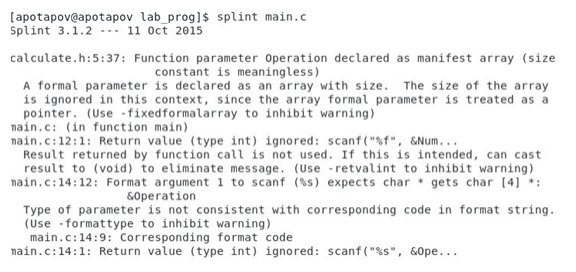 [apotapov@apotapov lab_prog]$ splint main.c
Splint 3.1.2 --- 11 Oct 2015
calculate.h:5:37: Function parameter Operation declared as manifest array (size
constant is meaningless)
A formal parameter is declared as an array with size. The size of the array
is ignored in this context, since the array formal parameter is treated as a
pointer. (Use -fixedformalarray to inhibit warning)
main.c: (in function main)
main.c:12:1: Return value (type int) ignored: scanf("%f", &Num...
Result returned by function call is not used. If this is intended, can cast
result to (void) to eliminate message. (Use -retvalint to inhibit warning)
main.c:14:12: Format argument 1 to scanf (%s) expects char * gets char [4] *:
&Operation
Type of parameter is not consistent with corresponding code in format string.
(Use -formattype to inhibit warning)
main.c:14:9: Corresponding format code
main.c:14:1: Return value (type int) ignored: scanf("%s", &Ope...